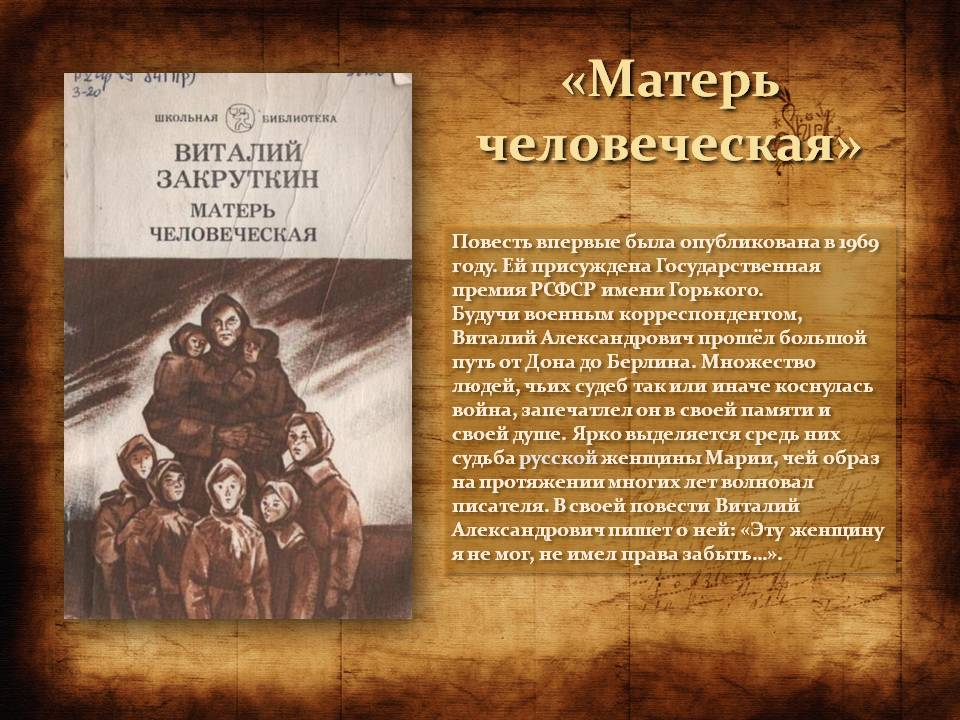 «Матерь
человеческая»
З-20
ШКОЛЬНАЯ БИБЛИОТЕКА
ВИТАЛИЙ
ЗАКРУТКИН
МАТЕРЬ
ЧЕЛОВЕЧЕСКАЯ
Повесть впервые была опубликована в 1969
году. Ей присуждена Государственная
премия РСФСР имени Горького.
Будучи военным корреспондентом,
Виталий Александрович прошёл большой
путь от Дона до Берлина. Множество
людей, чьих судеб так или иначе коснулась
война, запечатлел он в своей памяти и
своей душе. Ярко выделяется средь них
судьба русской женщины Марии, чей образ
на протяжении многих лет волновал
писателя. В своей повести Виталий
Александрович пишет о ней: «Эту женщину
я не мог, не имел права забыть...».